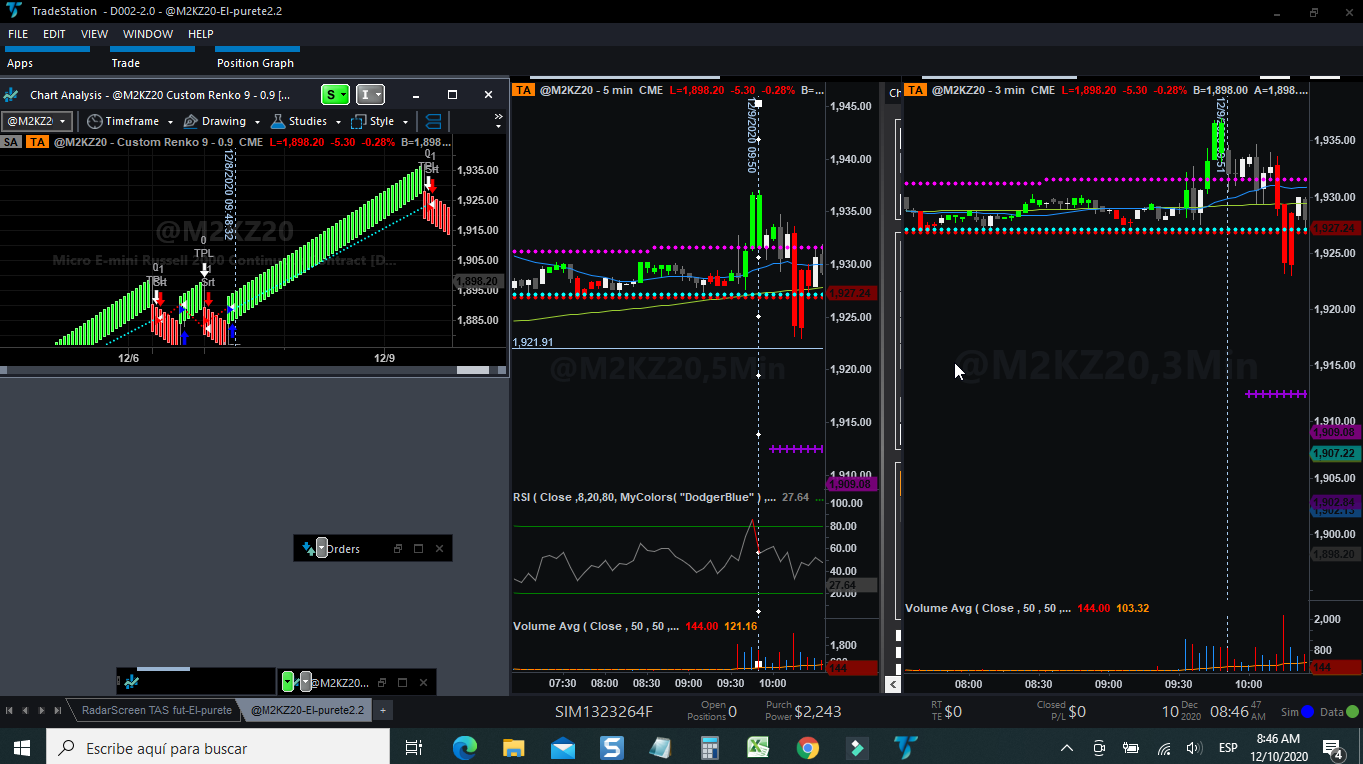 TradeStation - D002-2.0 - @M2KZ20-El-purete2.2
FILE EDIT VIEW WINDOW HELP
Apps Trade Position Graph
Chart Analysis - @M2KZ20 Custom Renko 9 - 0.9 [... S I
@M2KZ Timeframe Drawing Studies Style »
SA TA @M2KZ20 - Custom Renko 9 - 0.9 CME L=1,898.20 -5.30 -0.28% B=1,898...
12/8/2020 09:48:32
@M2KZ20
1,935.00
1,925.00
1,915.00
1,905.00
1,898.20
1,895.00
1,885.00
0
TPL
Srt
12/6 12/9
Orders
@M2KZ20...
TA @M2KZ20 - 5 min CME L=1,898.20 -5.30 -0.28% B=...
12/9/2020 09:50
1,945.00
1,940.00
1,935.00
1,930.00
1,927.24
1,925.00
1,921.91
1,920.00
@M2KZ20,5Min
1,915.00
1,910.00
1,909.08
RSI ( Close ,8,20,80, MyColors( "DodgerBlue" ) ,... 27.64 ...
100.00
80.00
60.00
40.00
27.64
20.00
Volume Avg ( Close , 50 , 50 ,... 144.00 121.16
1,800
144
07:30 08:00 08:30 09:00 09:30 10:00
Ch
<
TA @M2KZ20 - 3 min CME L=1,898.20 -5.30 -0.28% B=1,898.00 A=1,898....
12/9/2020 09:51
1,935.00
1,930.00
1,927.24
1,925.00
1,920.00
@M2KZ20,3Min
1,915.00
1,910.00
1,909.08
1,907.22
1,905.00
1,902.84
1,900.00
1,898.20
Volume Avg ( Close , 50 , 50 ,... 144.00 103.32
2,000
800
144
08:00 08:30 09:00 09:30 10:00
RadarScreen TAS fut-El-purete @M2KZ20-El-purete2.2 +
SIM1323264F Open Positions 0 Purch Power $2,243 RT TE $0 Closed P/L $0 10 Dec 2020 08:46 47 AM Sim Data
Escribe aquí para buscar
ESP
8:46 AM
12/10/2020
4